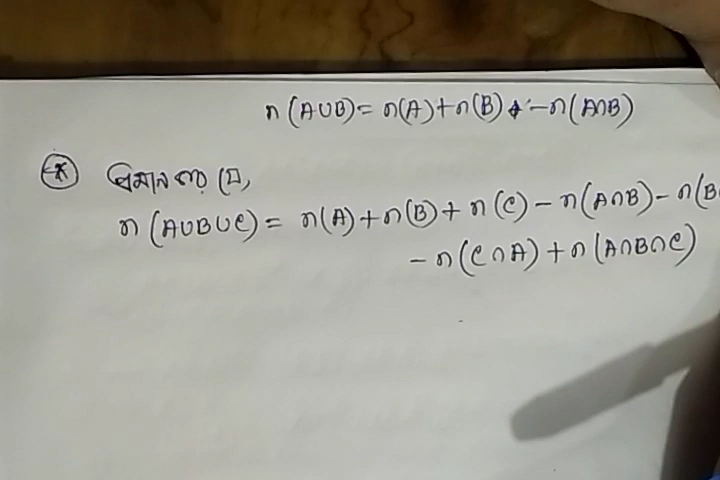 n(A∪B)= n(A)+n(B) -n(A∩B)
* প্রমাণ কর যে,
n(A∪B∪C)= n(A)+n(B)+ n(C)- n(A∩B)- n(B
- n(C∩A)+n(A∩B∩C)